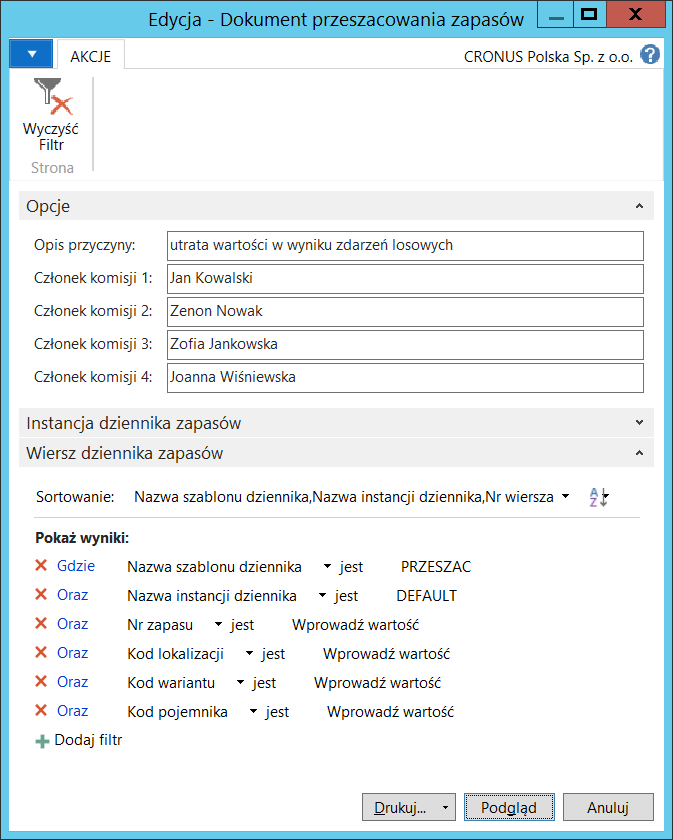 Edycja - Dokument przeszacowania zapasów
AKCJE
CRONUS Polska Sp. z o.o. ?
Wyczyść
Filtr
Strona
Opcje
Opis przyczyny: utrata wartości w wyniku zdarzeń losowych
Członek komisji 1: Jan Kowalski
Członek komisji 2: Zenon Nowak
Członek komisji 3: Zofia Jankowska
Członek komisji 4: Joanna Wiśniewska
Instancja dziennika zapasów
Wiersz dziennika zapasów
Sortowanie: Nazwa szablonu dziennika,Nazwa instancji dziennika,Nr wiersza AZ
Pokaż wyniki:
Gdzie Nazwa szablonu dziennika jest PRZESZAC
Oraz Nazwa instancji dziennika jest DEFAULT
Oraz Nr zapasu jest Wprowadź wartość
Oraz Kod lokalizacji jest Wprowadź wartość
Oraz Kod wariantu jest Wprowadź wartość
Oraz Kod pojemnika jest Wprowadź wartość
Dodaj filtr
Drukuj... Podgląd Anuluj